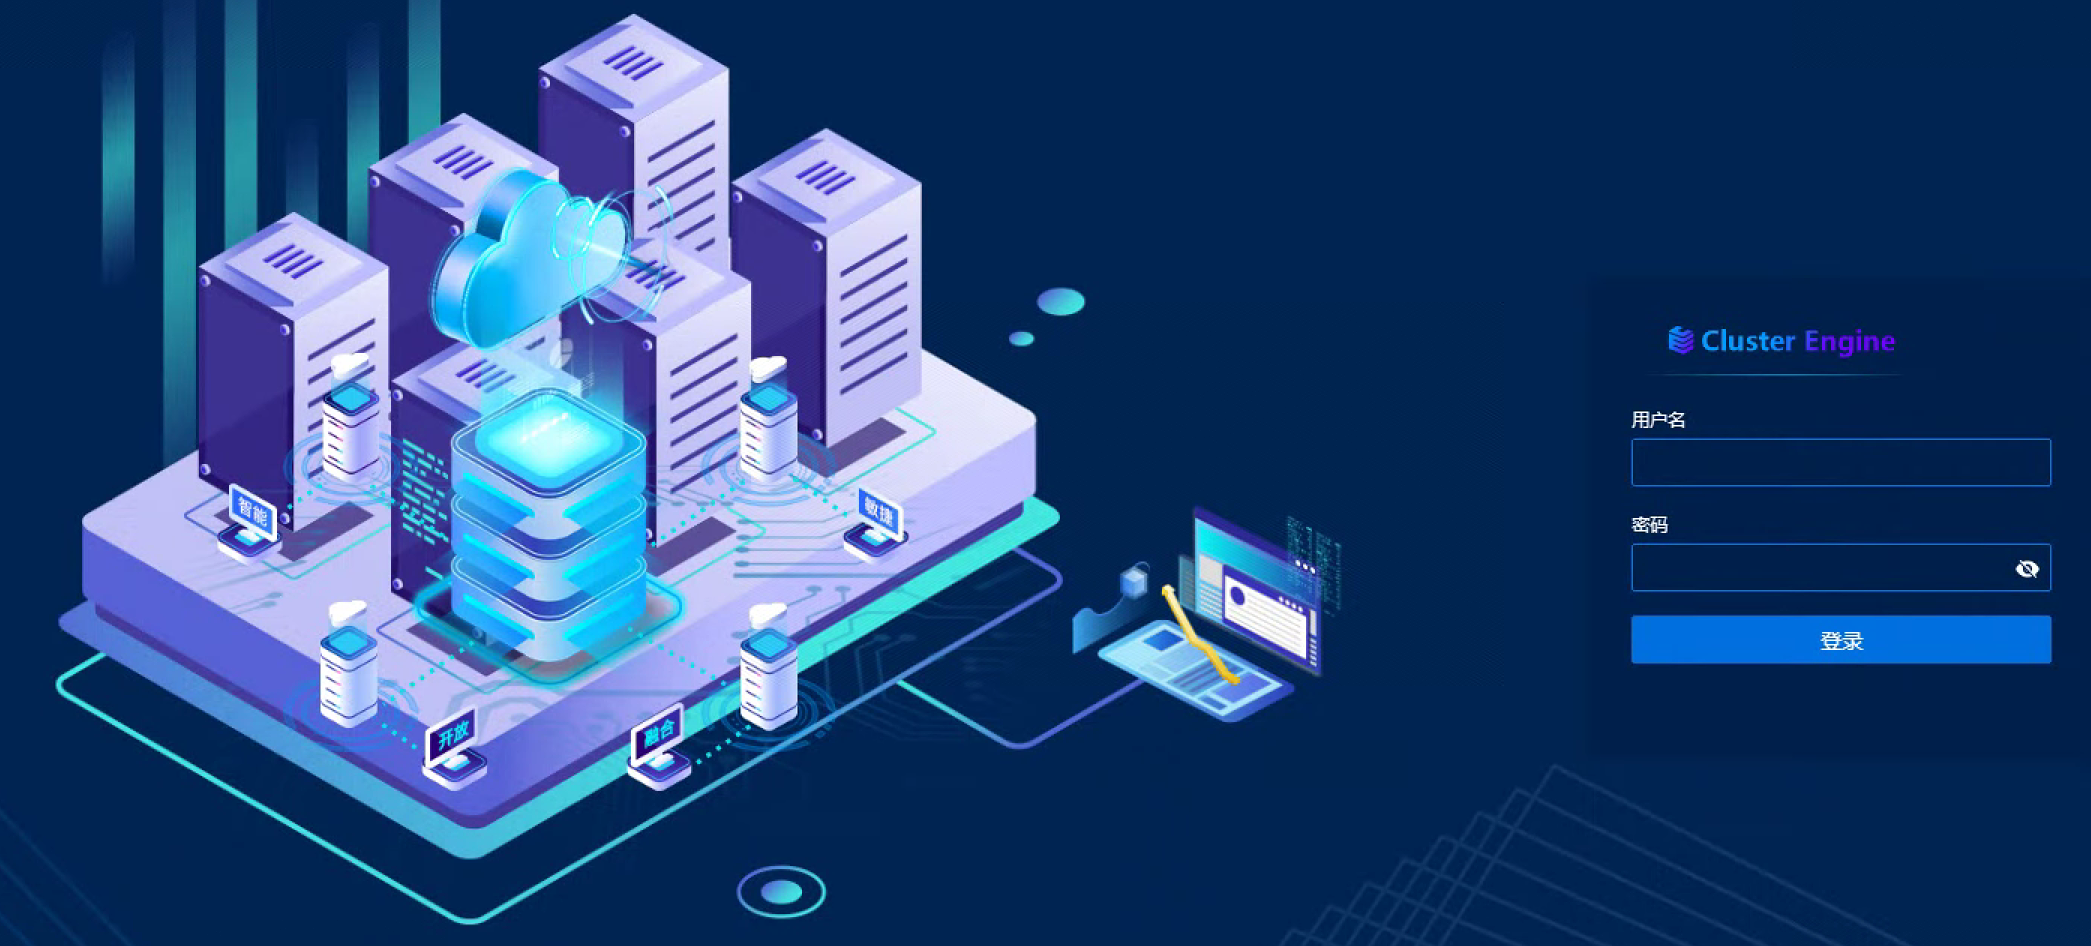 Cluster Engine
用户名
密码
登录
智能
敏捷
开放
融合